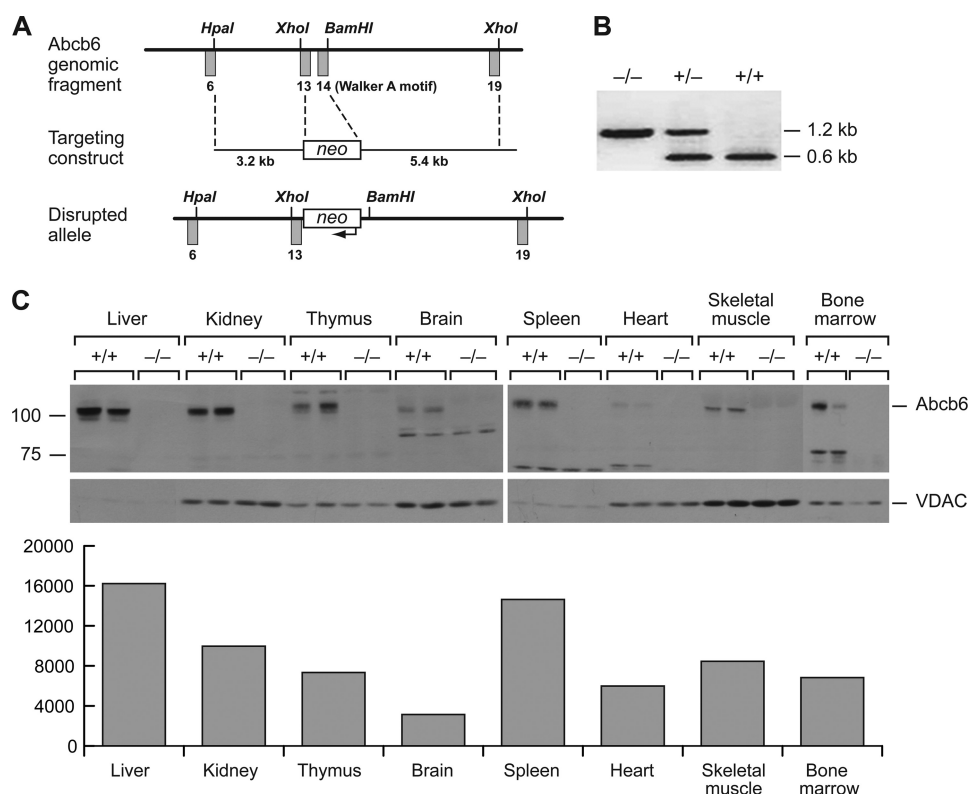 A
HpaI XhoI BamHI XhoI
Abcb6
genomic
fragment
6 13 14 (Walker A motif) 19
Targeting
construct
3.2 kb neo 5.4 kb
HpaI XhoI BamHI XhoI
Disrupted
allele
neo
6 13 19
B
–/– +/– +/+
1.2 kb
0.6 kb
C
Liver Kidney Thymus Brain Spleen Heart Skeletal muscle Bone marrow
+/+ –/– +/+ –/– +/+ –/– +/+ –/– +/+ –/– +/+ –/– +/+ –/– +/+ –/–
100
75
Abcb6
VDAC
20000
16000
12000
8000
4000
0
Liver Kidney Thymus Brain Spleen Heart Skeletal muscle Bone marrow